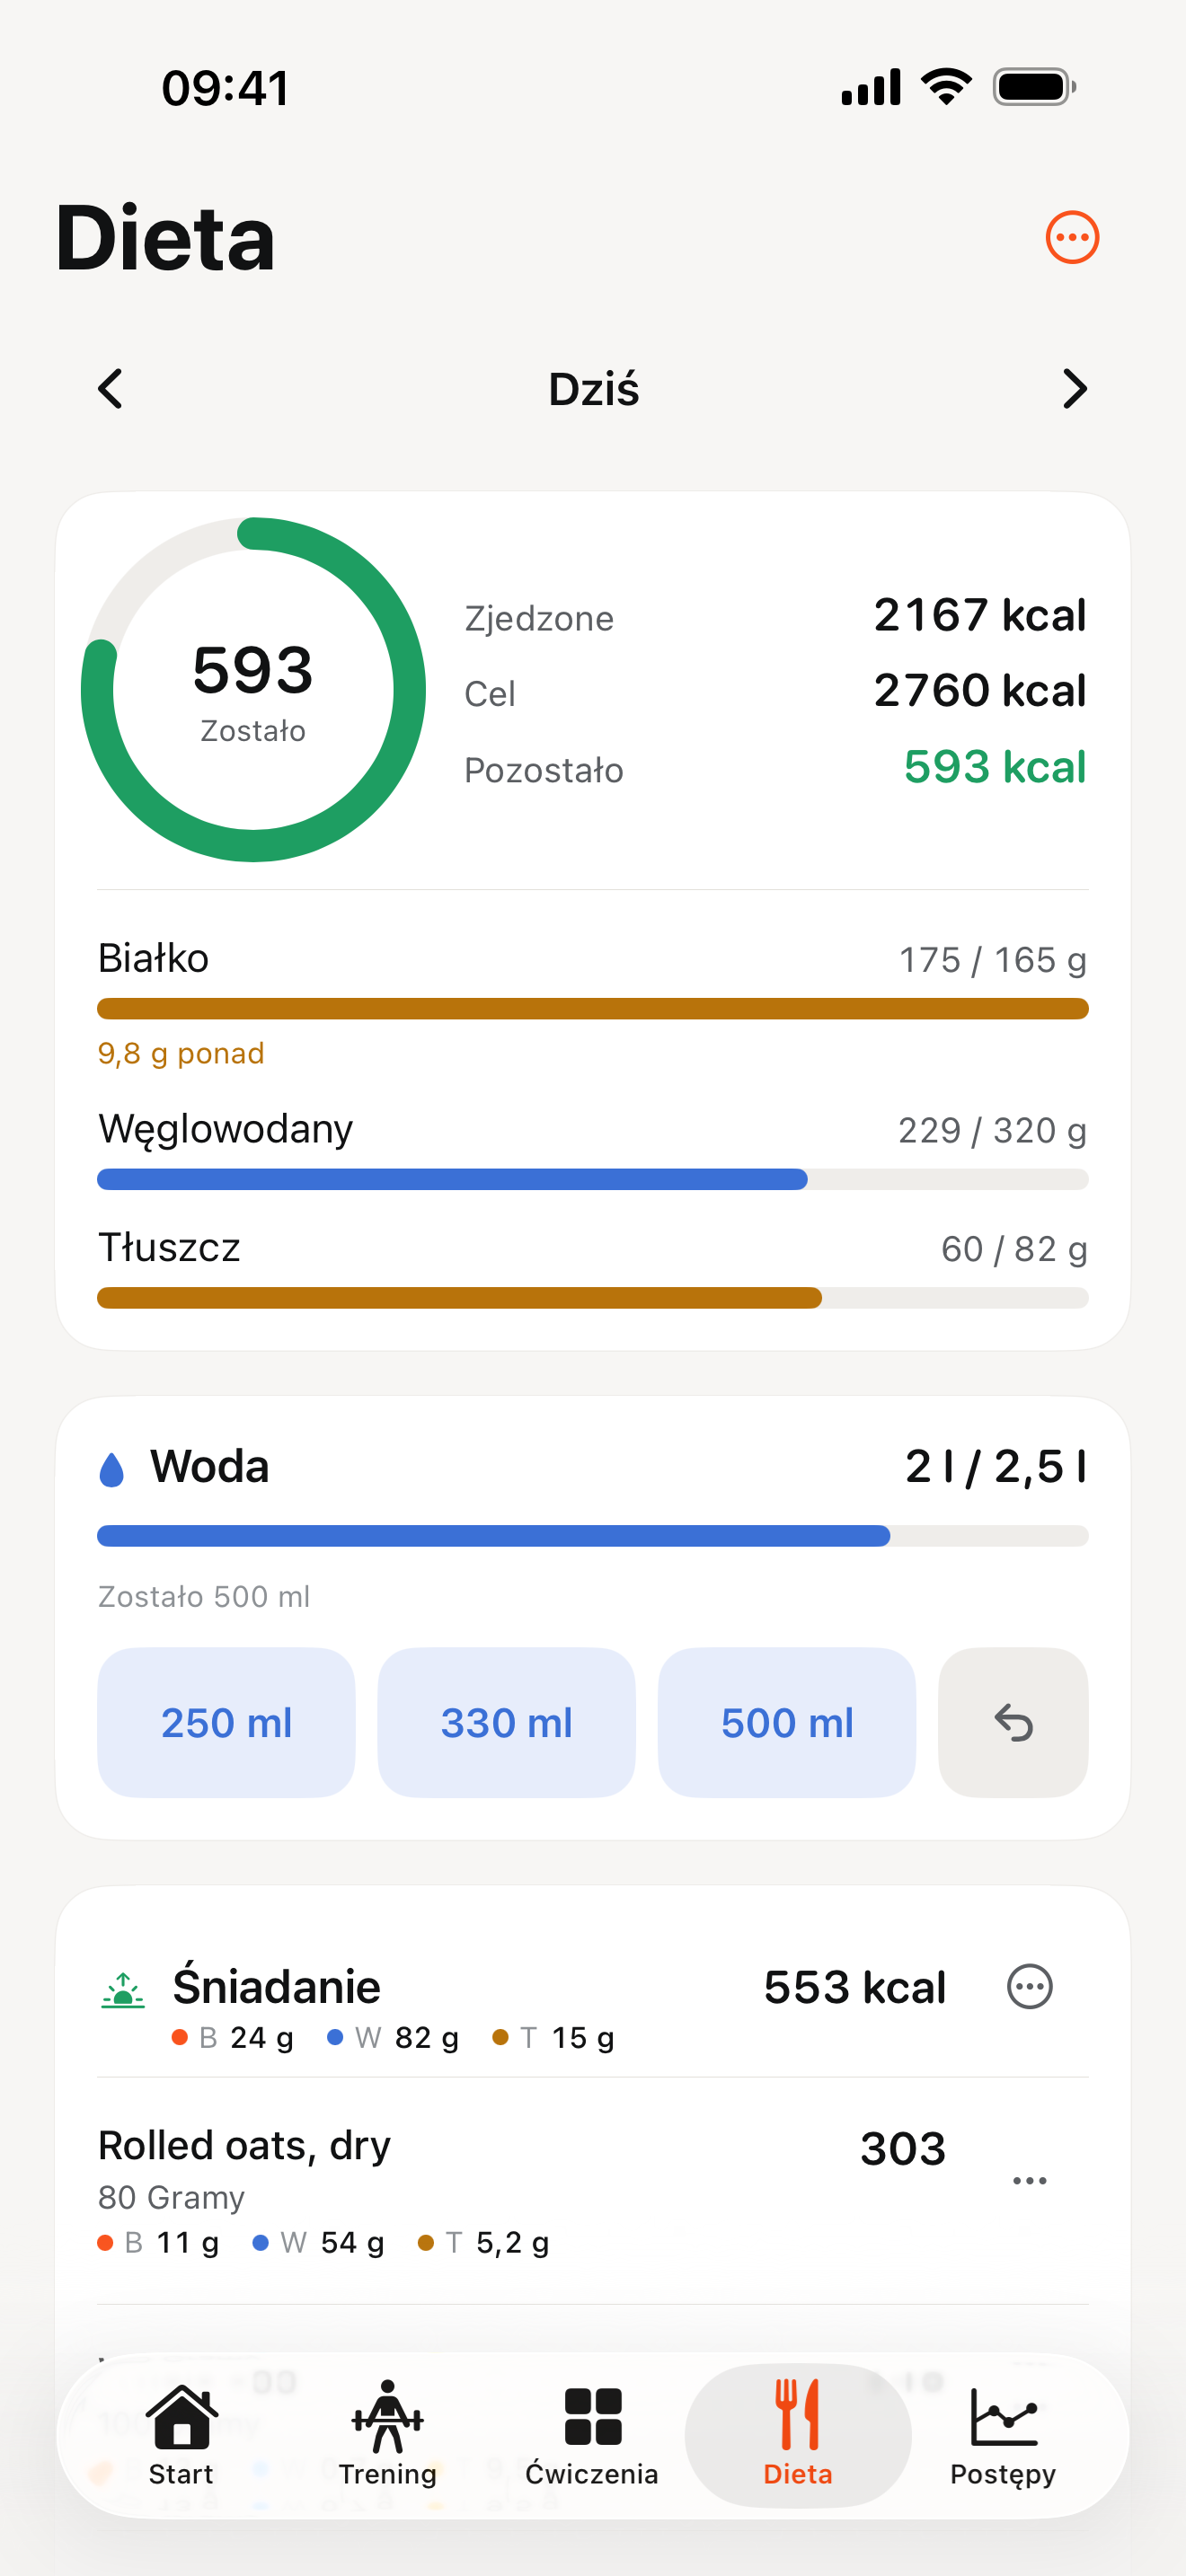 09:41
Dieta
Dziś
593
Zostało
Zjedzone 2167 kcal
Cel 2760 kcal
Pozostało 593 kcal
Białko 175 / 165 g
9,8 g ponad
Węglowodany 229 / 320 g
Tłuszcz 60 / 82 g
Woda 2 l / 2,5 l
Zostało 500 ml
250 ml 330 ml 500 ml
Śniadanie 553 kcal
B 24 g W 82 g T 15 g
Rolled oats, dry 303
80 Gramy
B 11 g W 54 g T 5,2 g
Start Trening Ćwiczenia Dieta Postępy